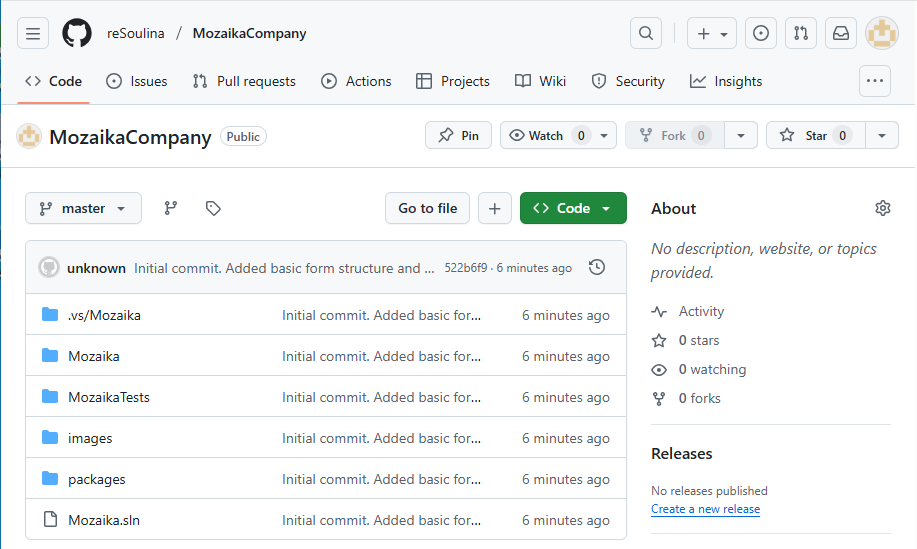 reSoulina / MozaikaCompany
Code Issues Pull requests Actions Projects Wiki Security Insights
MozaikaCompany Public Pin Watch 0 Fork 0 Star 0
master Go to file Code
unknown Initial commit. Added basic form structure and ... 522b6f9 · 6 minutes ago
.vs/Mozaika Initial commit. Added basic for... 6 minutes ago
Mozaika Initial commit. Added basic for... 6 minutes ago
MozaikaTests Initial commit. Added basic for... 6 minutes ago
images Initial commit. Added basic for... 6 minutes ago
packages Initial commit. Added basic for... 6 minutes ago
Mozaika.sln Initial commit. Added basic for... 6 minutes ago
About
No description, website, or topics
provided.
Activity
0 stars
0 watching
0 forks
Releases
No releases published
Create a new release